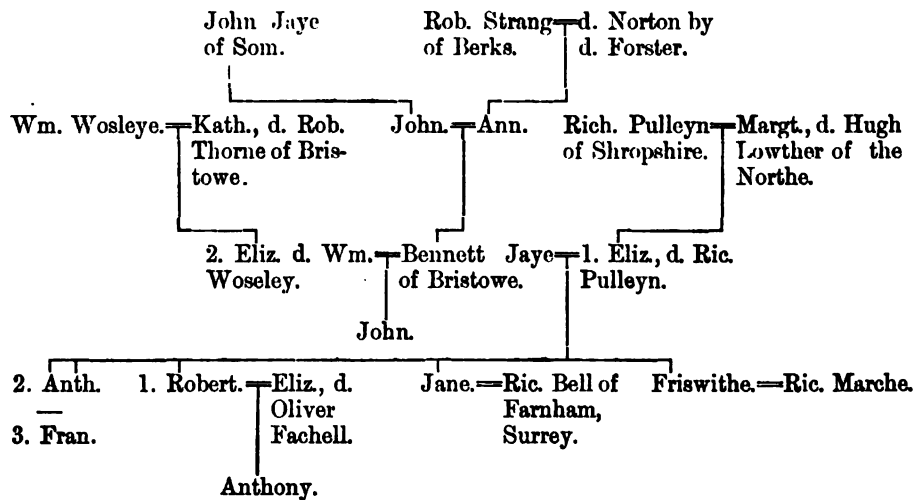 John Jaye
of Som.
Rob. Strang=d. Norton by
of Berks. d. Forster.
Wm. Wosleye.=Kath., d. Rob.
Thorne of Bris-
towe.
John.=Ann.
Rich. Pulleyn=Margt., d. Hugh
of Shropshire. Lowther of the
Northe.
2. Eliz. d. Wm.=Bennett Jaye=1. Eliz., d. Ric.
Woseley. of Bristowe. Pulleyn.
John.
2. Anth.
3. Fran.
1. Robert.=Eliz., d.
Oliver
Fachell.
Jane.=Ric. Bell of
Farnham,
Surrey.
Friswithe.=Ric. Marche.
Anthony.